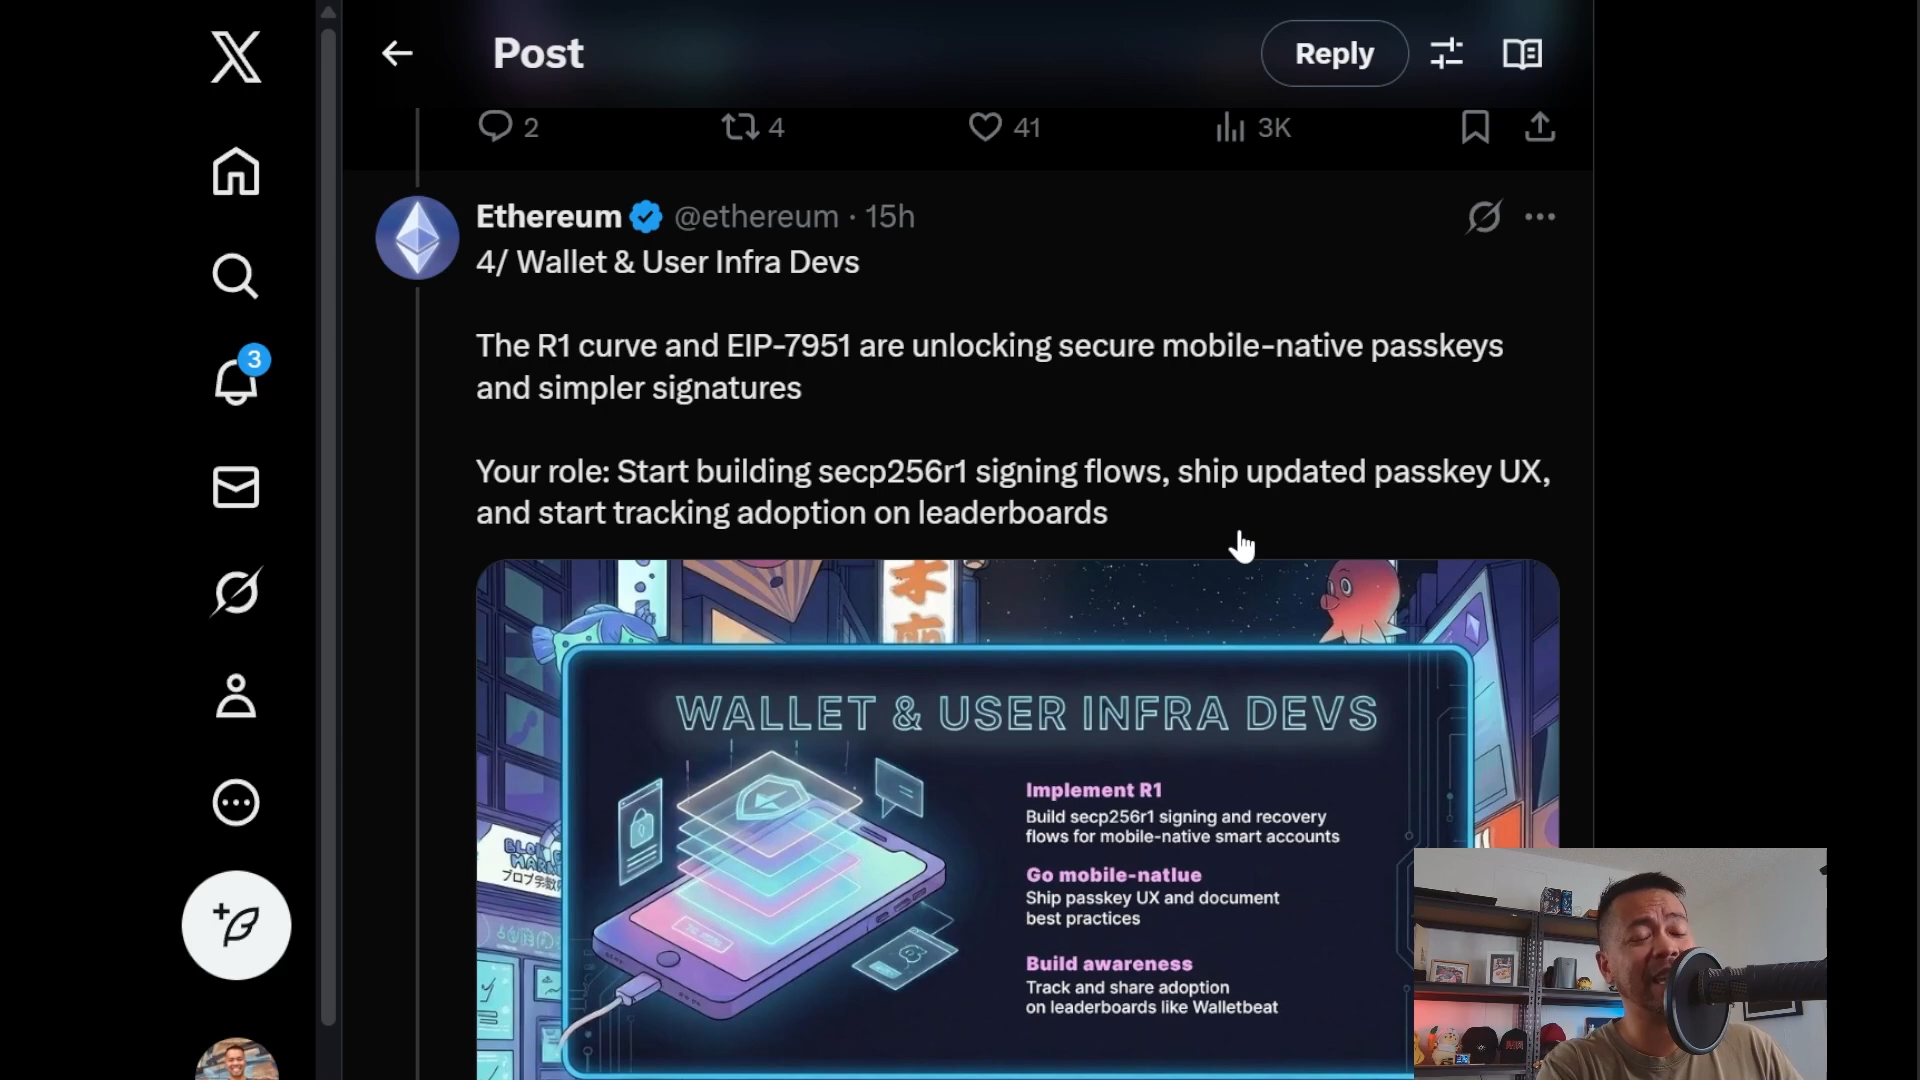 Post
Reply
2
4
41
3K
Ethereum @ethereum · 15h
4/ Wallet & User Infra Devs
The R1 curve and EIP-7951 are unlocking secure mobile-native passkeys
and simpler signatures
Your role: Start building secp256r1 signing flows, ship updated passkey UX,
and start tracking adoption on leaderboards
3
WALLET & USER INFRA DEVS
Implement R1
Build secp256r1 signing and recovery
flows for mobile-native smart accounts
Go mobile-natlue
Ship passkey UX and document
best practices
Build awareness
Track and share adoption
on leaderboards like Walletbeat